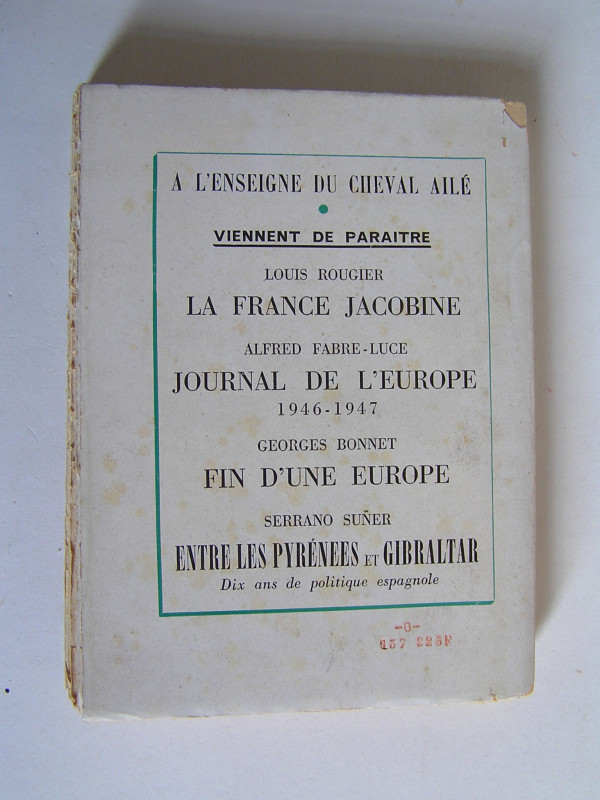 A L'ENSEIGNE DU CHEVAL AILÉ
VIENNENT DE PARAITRE
LOUIS ROUGIER
LA FRANCE JACOBINE
ALFRED FABRE-LUCE
JOURNAL DE L'EUROPE
1946-1947
GEORGES BONNET
FIN D'UNE EUROPE
SERRANO SUÑER
ENTRE LES PYRÉNÉES ET GIBRALTAR
Dix ans de politique espagnole
-0-